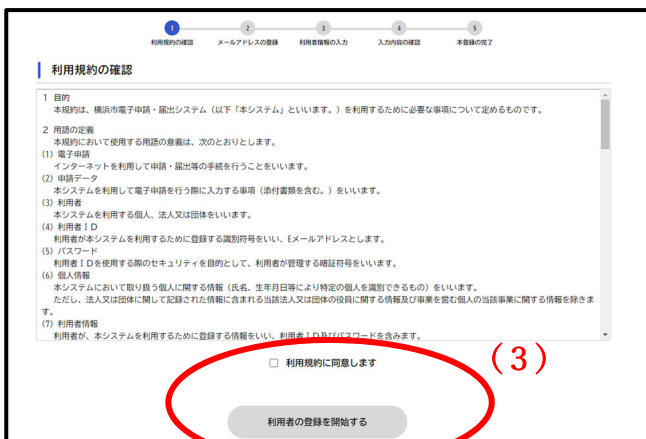 1 2 3 4 5
利用規約の確認 メールアドレスの登録 利用者情報の入力 入力内容の確認 本登録の完了
利用規約の確認
1 目的
本規約は、横浜市電子申請・届出システム（以下「本システム」といいます。）を利用するために必要な事項について定めるものです。
2 用語の定義
本規約において使用する用語の意義は、次のとおりとします。
(1) 電子申請
インターネットを利用して申請・届出等の手続を行うことをいいます。
(2) 申請データ
本システムを利用して電子申請を行う際に入力する事項（添付書類を含む。）をいいます。
(3) 利用者
本システムを利用する個人、法人又は団体をいいます。
(4) 利用者ＩＤ
利用者が本システムを利用するために登録する識別符号をいい、Eメールアドレスとします。
(5) パスワード
利用者ＩＤを使用する際のセキュリティを目的として、利用者が管理する暗証符号をいいます。
(6) 個人情報
本システムにおいて取り扱う個人に関する情報（氏名、生年月日等により特定の個人を識別できるもの）をいいます。
ただし、法人又は団体に関して記録された情報に含まれる当該法人又は団体の役員に関する情報及び事業を営む個人の当該事業に関する情報を除きま
す。
(7) 利用者情報
利用者が、本システムを利用するために登録する情報をいい、利用者ＩＤ及びパスワードを含みます。
利用規約に同意します
（3）
利用者の登録を開始する